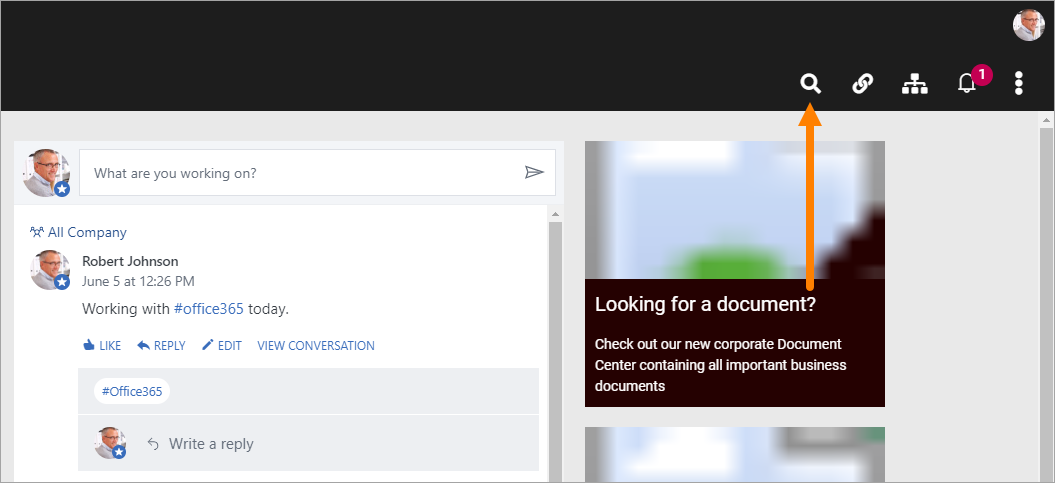 1
What are you working on?
All Company
Robert Johnson
June 5 at 12:26 PM
Working with #office365 today.
LIKE REPLY EDIT VIEW CONVERSATION
#Office365
Write a reply
Looking for a document?
Check out our new corporate Document
Center containing all important business
documents